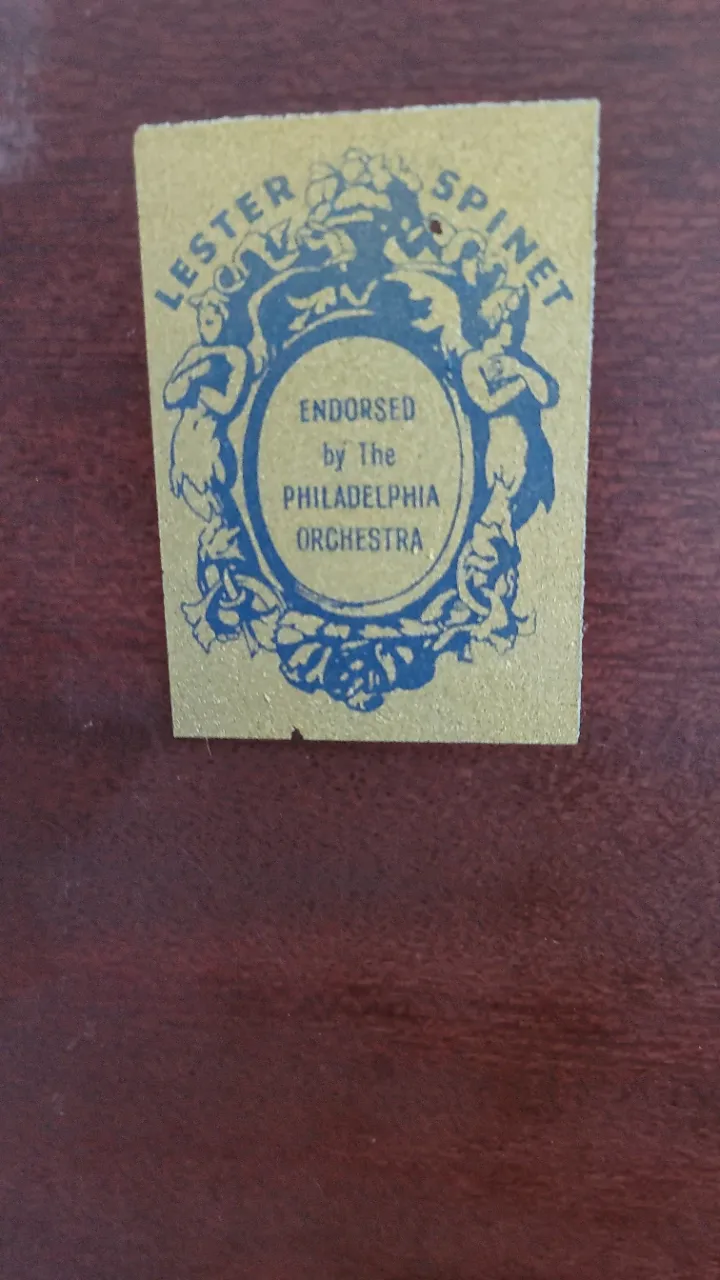 LESTER SPINET
ENDORSED
by The
PHILADELPHIA
ORCHESTRA